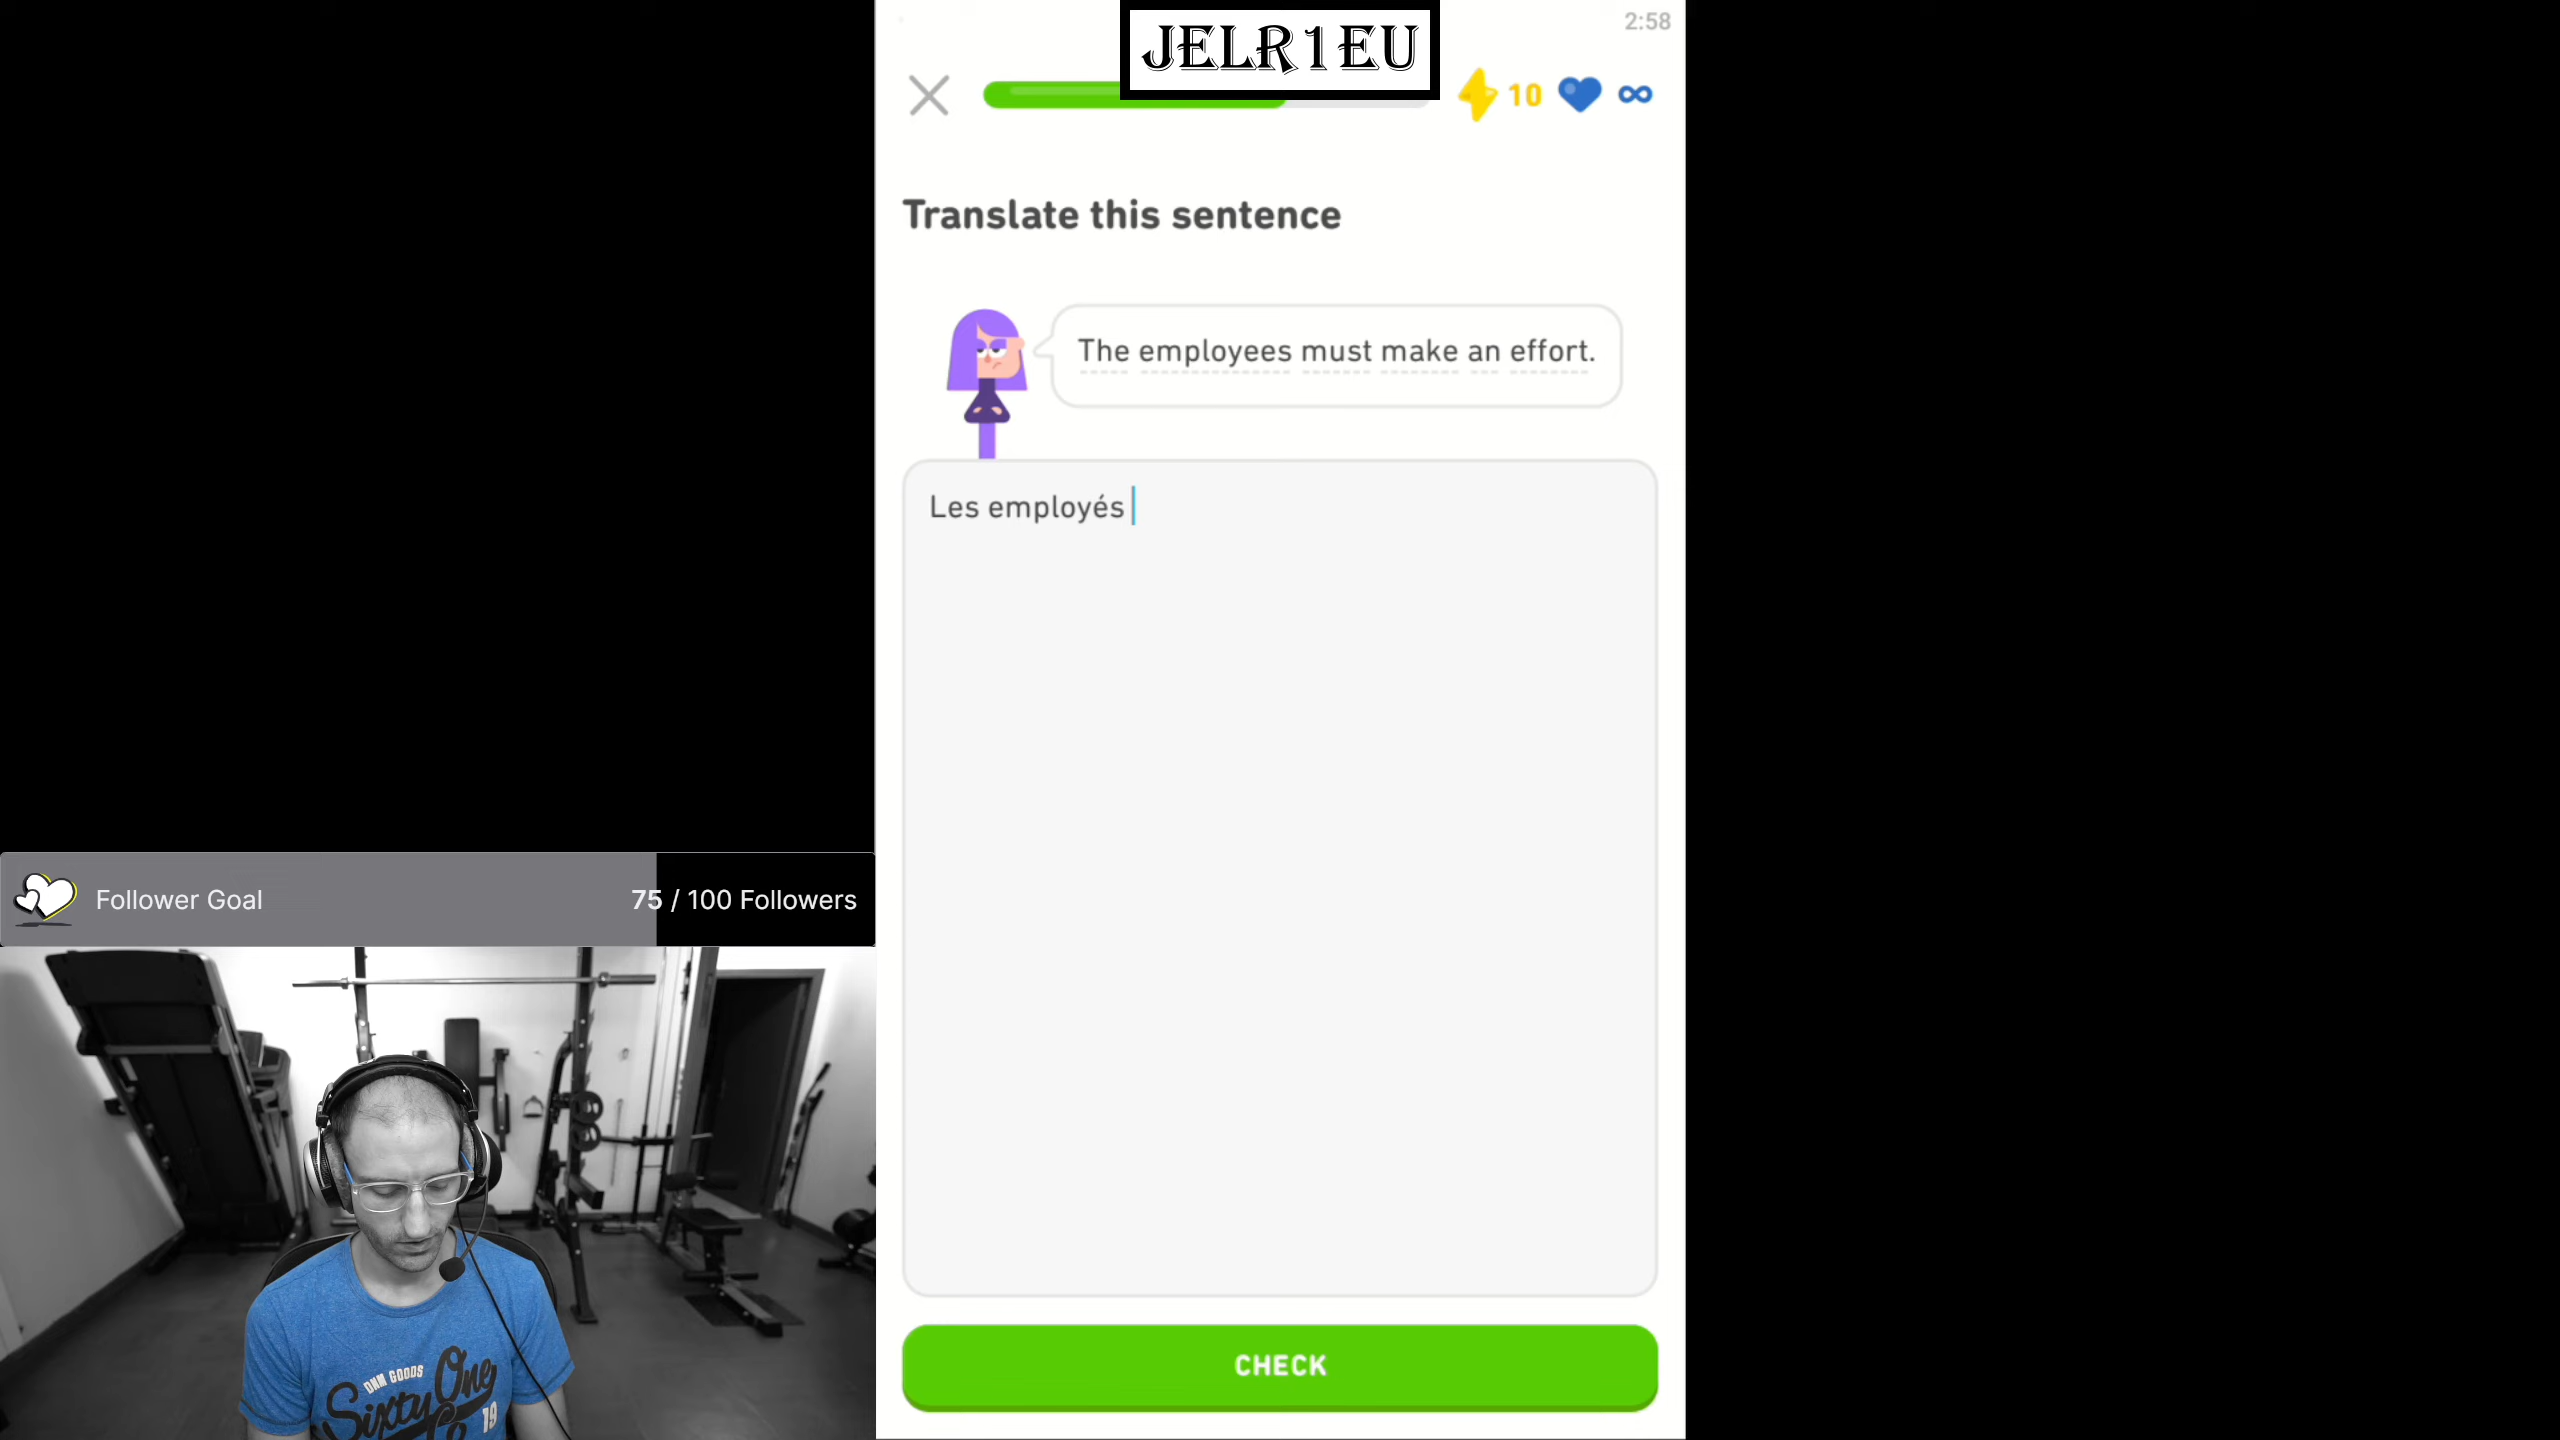 JELR1EU
2:58
10
Translate this sentence
The employees must make an effort.
Les employés
CHECK
Follower Goal
75 / 100 Followers
DNM GOODS
Sixty One
19